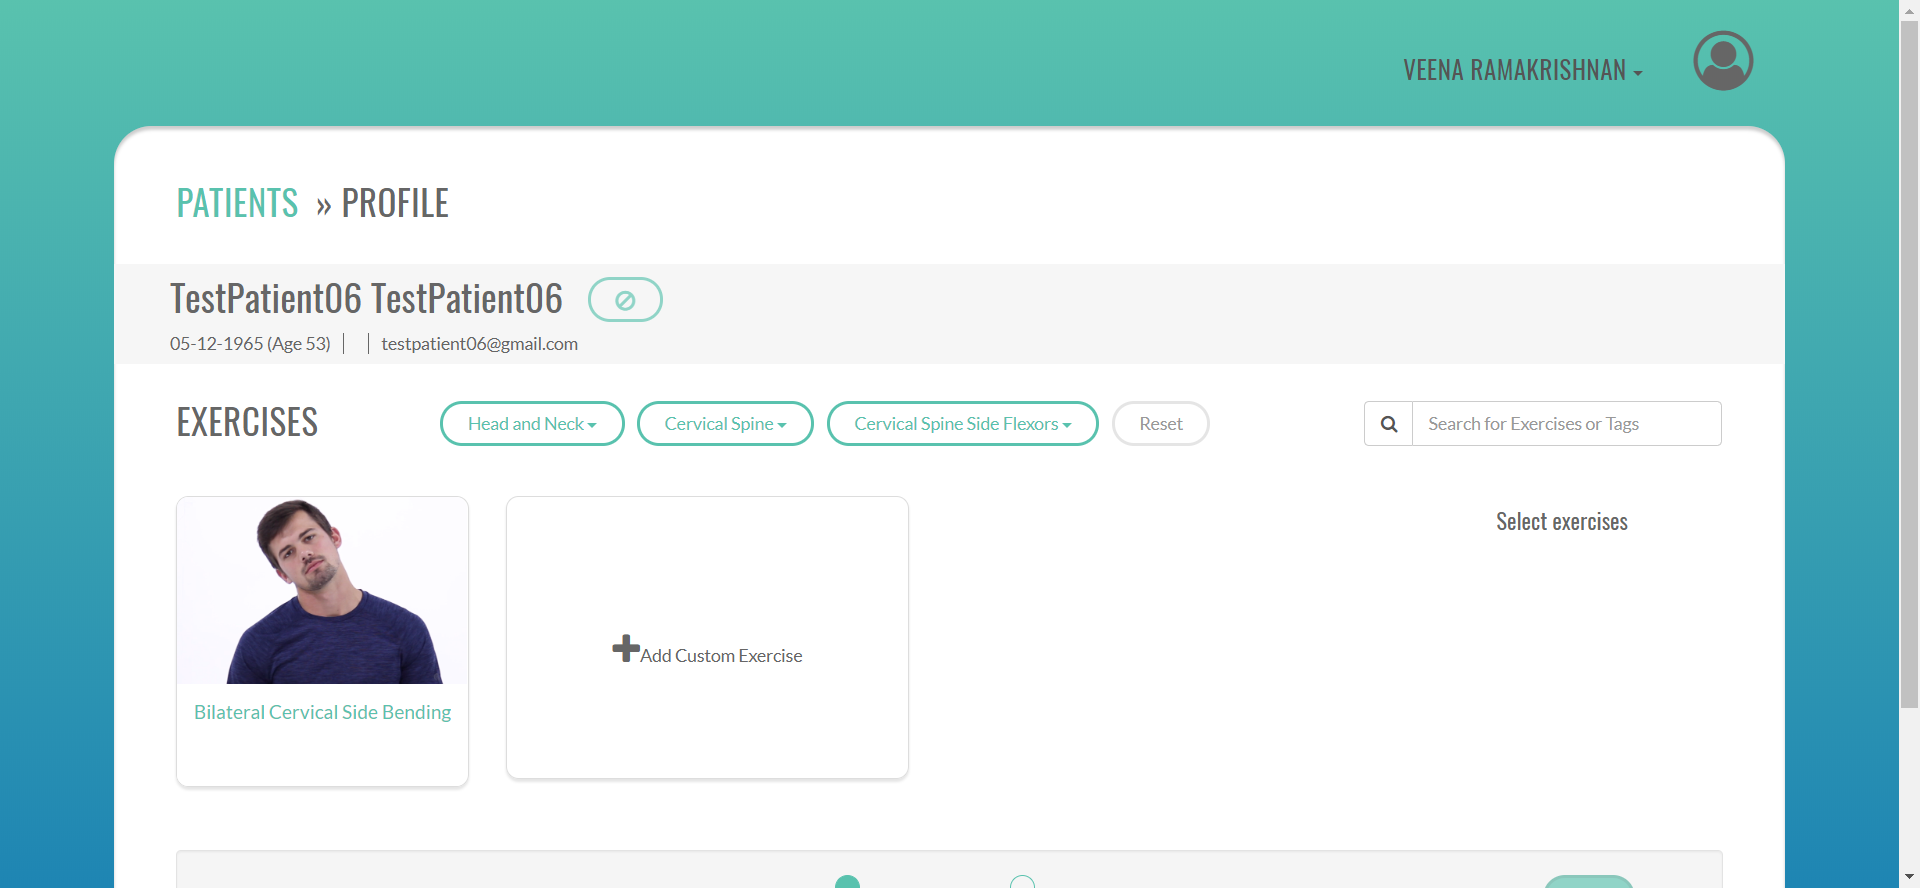 VEENA RAMAKRISHNAN
PATIENTS » PROFILE
TestPatient06 TestPatient06
05-12-1965 (Age 53) | | testpatient06@gmail.com
EXERCISES
Head and Neck
Cervical Spine
Cervical Spine Side Flexors
Reset
Search for Exercises or Tags
Select exercises
Add Custom Exercise
Bilateral Cervical Side Bending